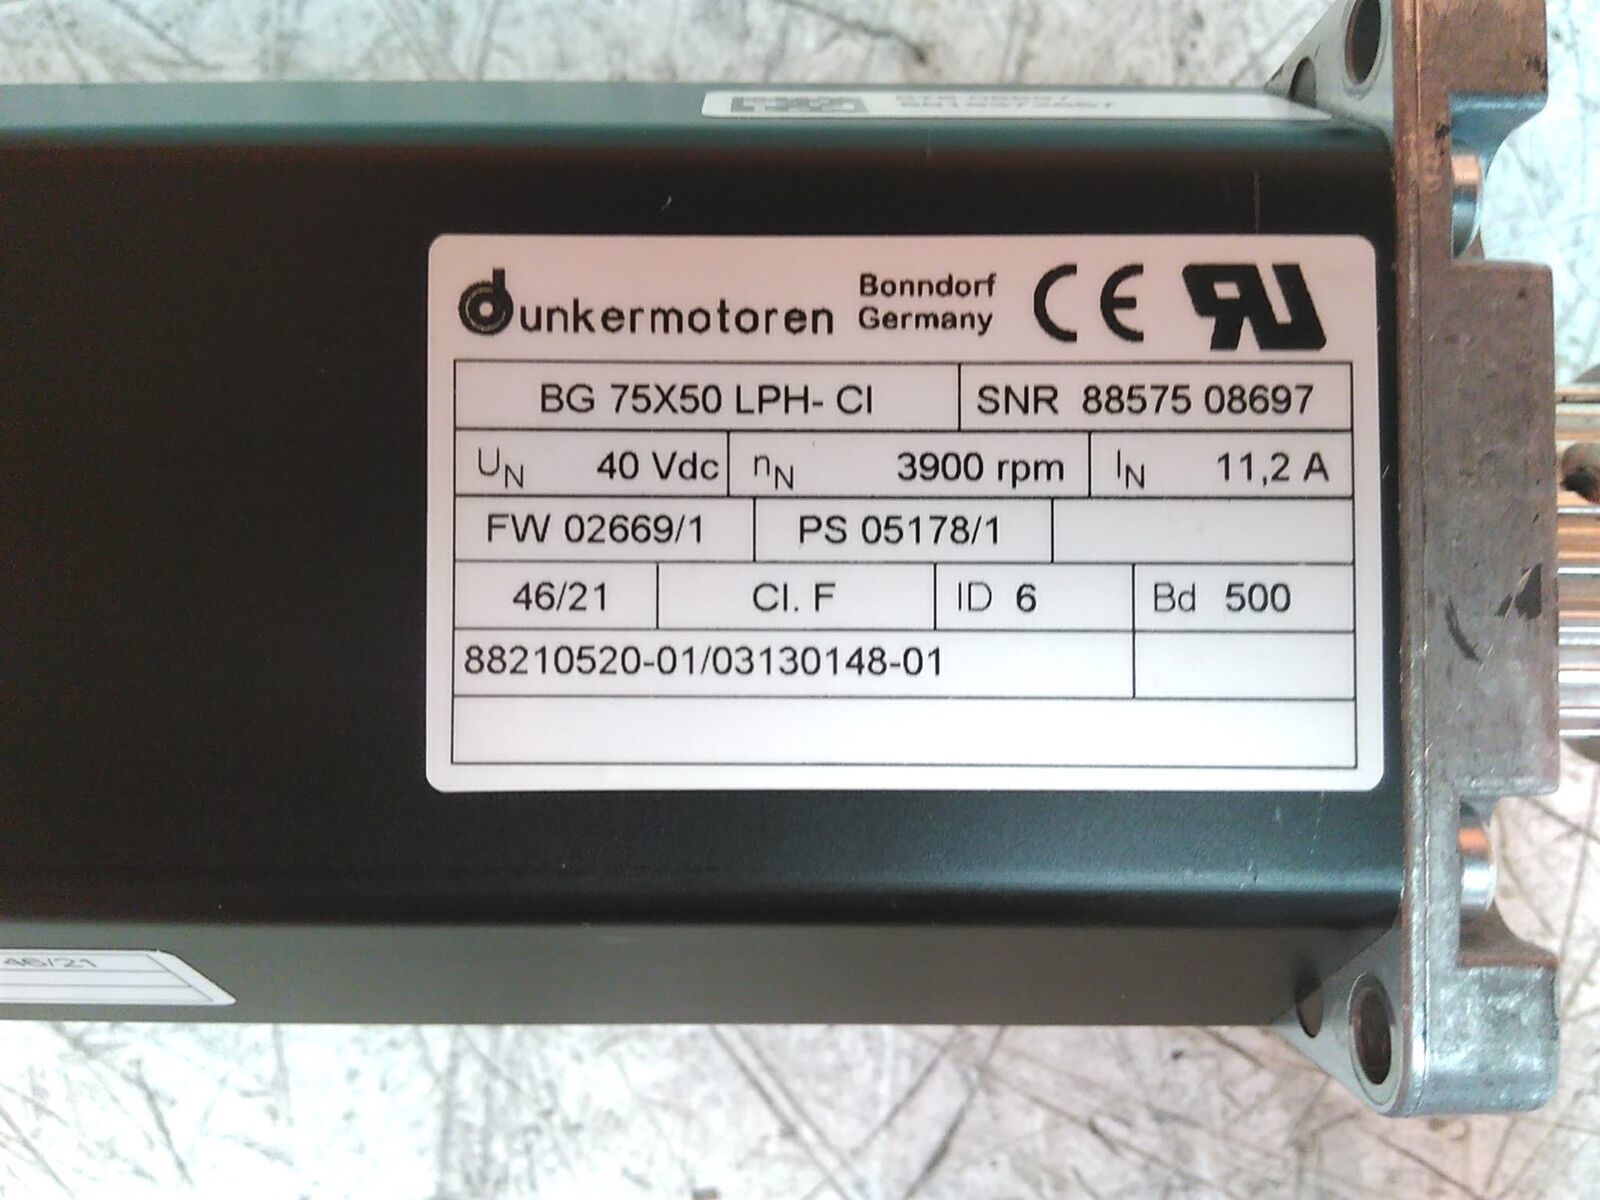 dunkermotoren
Bonndorf
Germany
CE
BG 75X50 LPH- CI
SNR 88575 08697
UN 40 Vdc
nN 3900 rpm
IN 11,2 A
FW 02669/1
PS 05178/1
46/21
Cl. F
ID 6
Bd 500
88210520-01/03130148-01
46/21